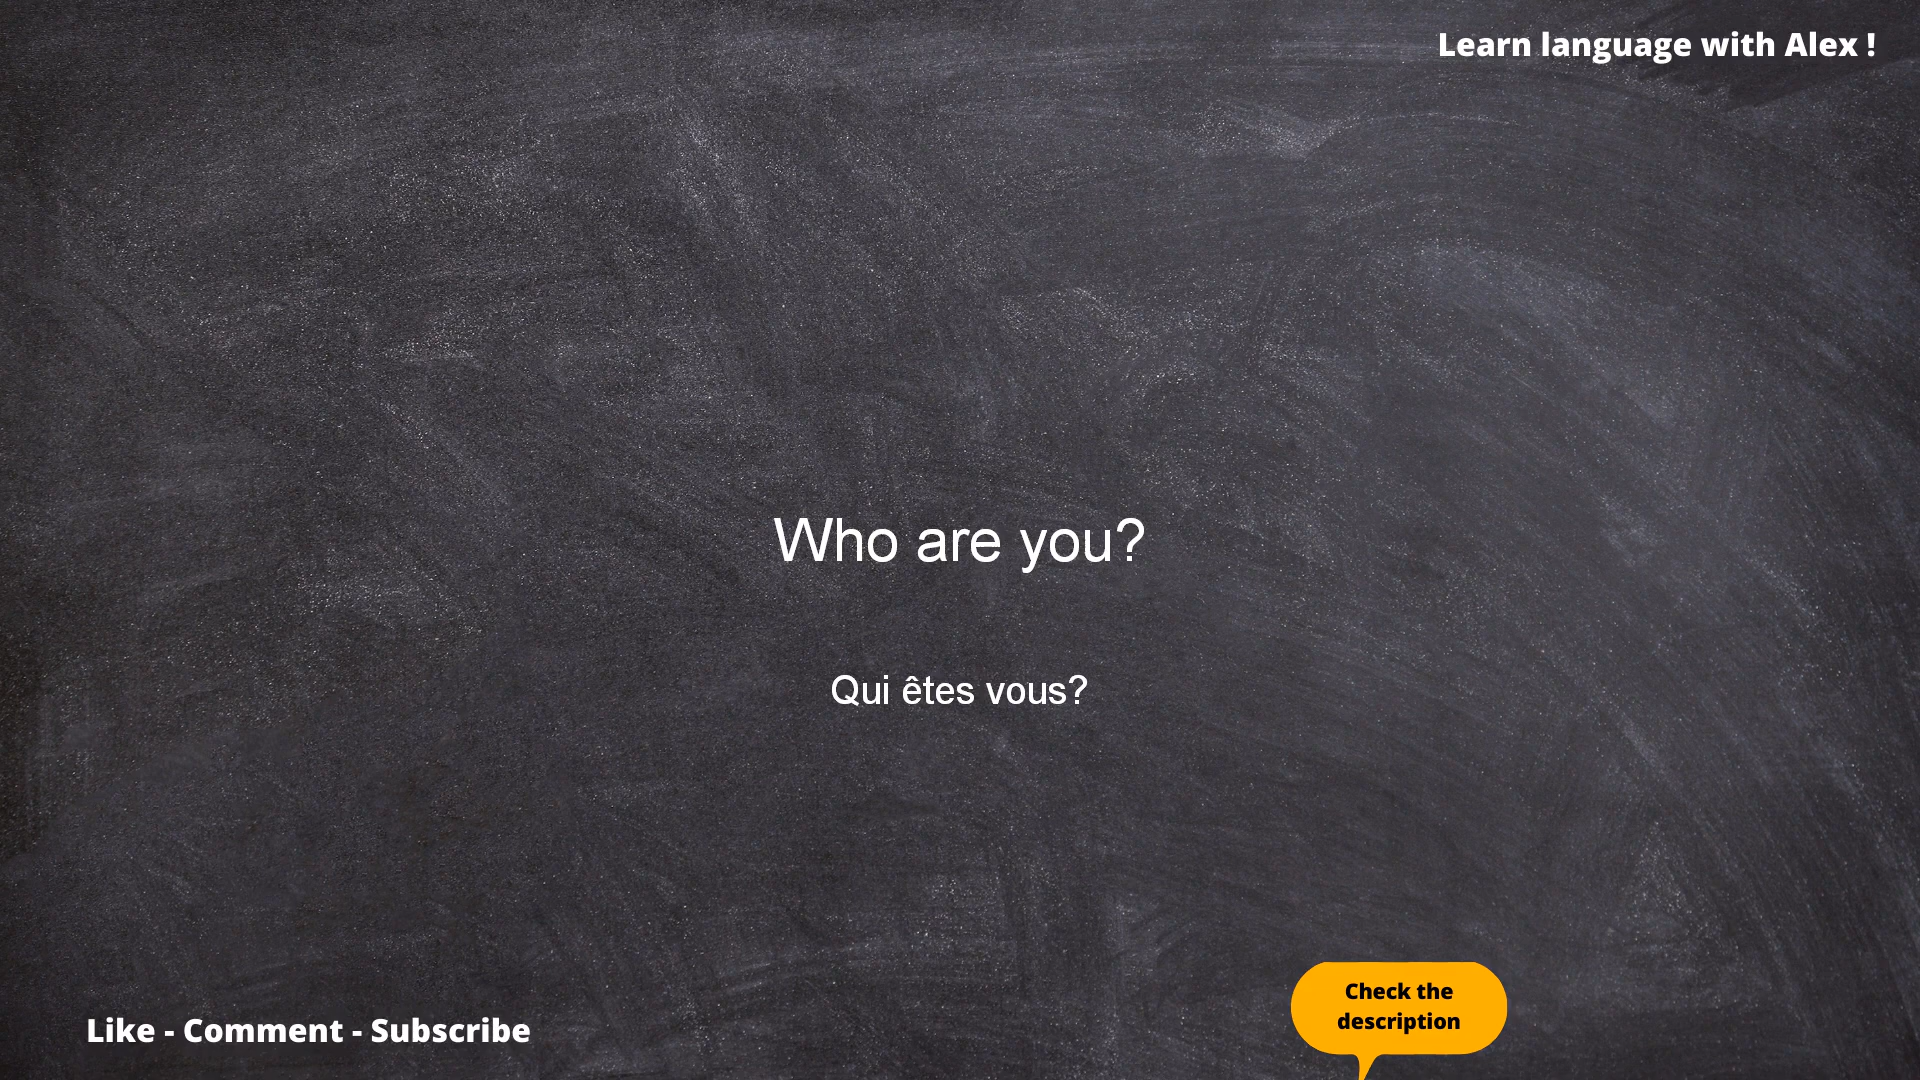 Learn language with Alex !
Who are you?
Qui êtes vous?
Check the
description
Like - Comment - Subscribe